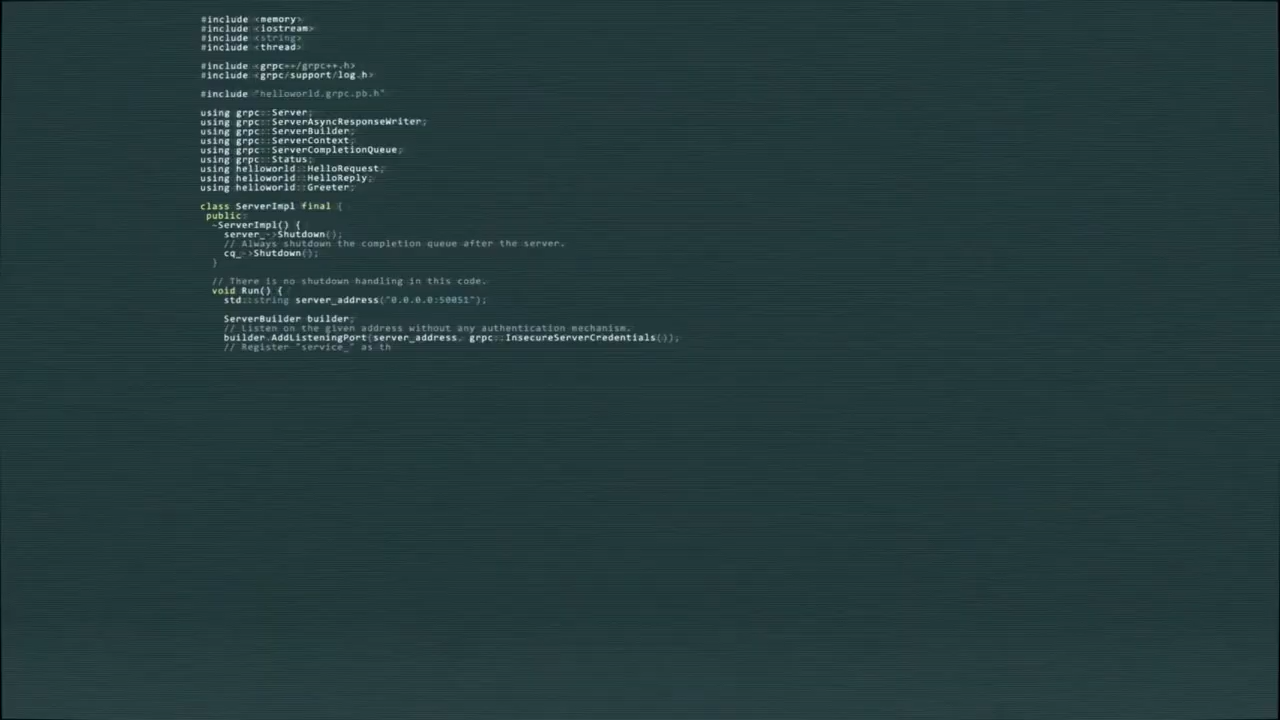 #include <memory>
#include <iostream>
#include <string>
#include <thread>
#include <grpc++/grpc++.h>
#include <grpc/support/log.h>
#include "helloworld.grpc.pb.h"
using grpc::Server;
using grpc::ServerAsyncResponseWriter;
using grpc::ServerBuilder;
using grpc::ServerContext;
using grpc::ServerCompletionQueue;
using grpc::Status;
using helloworld::HelloRequest;
using helloworld::HelloReply;
using helloworld::Greeter;
class ServerImpl final {
public:
~ServerImpl() {
server_->Shutdown();
// Always shutdown the completion queue after the server.
cq_->Shutdown();
}
// There is no shutdown handling in this code.
void Run() {
std::string server_address("0.0.0.0:50051");
ServerBuilder builder;
// Listen on the given address without any authentication mechanism.
builder.AddListeningPort(server_address, grpc::InsecureServerCredentials());
// Register "service_" as th